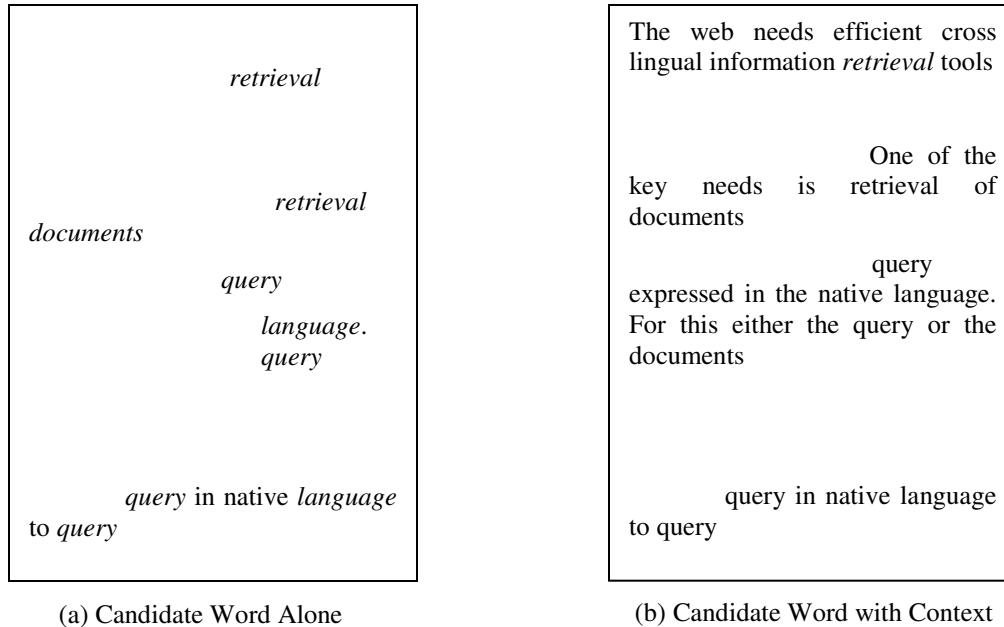 retrieval
retrieval
documents
query
language.
query
query in native language
to query
(a) Candidate Word Alone
The web needs efficient cross
lingual information retrieval tools
One of the
key needs is retrieval of
documents
query
expressed in the native language.
For this either the query or the
documents
query in native language
to query
(b) Candidate Word with Context